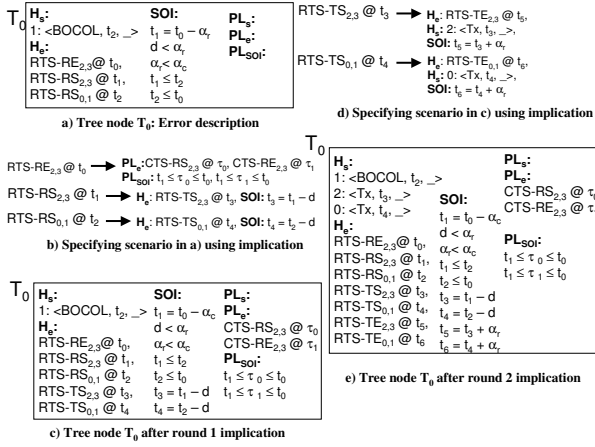 T0
Hs: SOI: PLs:
1: <BOCOL, t2, _> t1 = t0 − αr PLe:
He: d < αr PLSOI:
RTS-RE2,3@ t0, αr< αc
RTS-RS2,3@ t1, t1 ≤ t2
RTS-RS0,1@ t2 t2 ≤ t0
a) Tree node T0: Error description
RTS-RE2,3@ t0 → PLe:CTS-RS2,3@ τ0, CTS-RE2,3@ τ1
PLSOI: t1 ≤ τ0 ≤ t0, t1 ≤ τ1 ≤ t0
RTS-RS2,3@ t1 → He: RTS-TS2,3@ t3, SOI: t3 = t1 − d
RTS-RS0,1@ t2 → He: RTS-TS0,1@ t4, SOI: t4 = t2 − d
b) Specifying scenario in a) using implication
T0
Hs: SOI: PLs:
1: <BOCOL, t2, _> t1 = t0 − αc PLe:
He: d < αr CTS-RS2,3@ τ0
RTS-RE2,3@ t0, αr< αc CTS-RE2,3@ τ1
RTS-RS2,3@ t1, t1 ≤ t2 PLSOI:
RTS-RS0,1@ t2 t2 ≤ t0 t1 ≤ τ0 ≤ t0
RTS-TS2,3@ t3, t3 = t1 − d t1 ≤ τ1 ≤ t0
RTS-TS0,1@ t4 t4 = t2 − d
c) Tree node T0 after round 1 implication
RTS-TS2,3 @ t3 → He: RTS-TE2,3@ t5,
Hs: 2: <Tx, t3, _>,
SOI: t5 = t3 + αr
RTS-TS0,1@ t4 → He: RTS-TE0,1@ t6,
Hs: 0: <Tx, t4, _>,
SOI: t6 = t4 + αr
d) Specifying scenario in c) using implication
T0
Hs: PLs:
1: <BOCOL, t2, _> PLe:
2: <Tx, t3, _> SOI: CTS-RS2,3@ τ0
0: <Tx, t4, _> t1 = t0 − αc CTS-RE2,3@
He: d < αr
RTS-RE2,3@ t0, αr< αc PLSOI:
RTS-RS2,3@ t1, t1 ≤ t2 t1 ≤ τ0 ≤ t0
RTS-RS0,1@ t2 t2 ≤ t0 t1 ≤ τ1 ≤ t0
RTS-TS2,3@ t3, t3 = t1 − d
RTS-TS0,1@ t4, t4 = t2 − d
RTS-TE2,3@ t5, t5 = t3 + αr
RTS-TE0,1@ t6 t6 = t4 + αr
e) Tree node T0 after round 2 implication